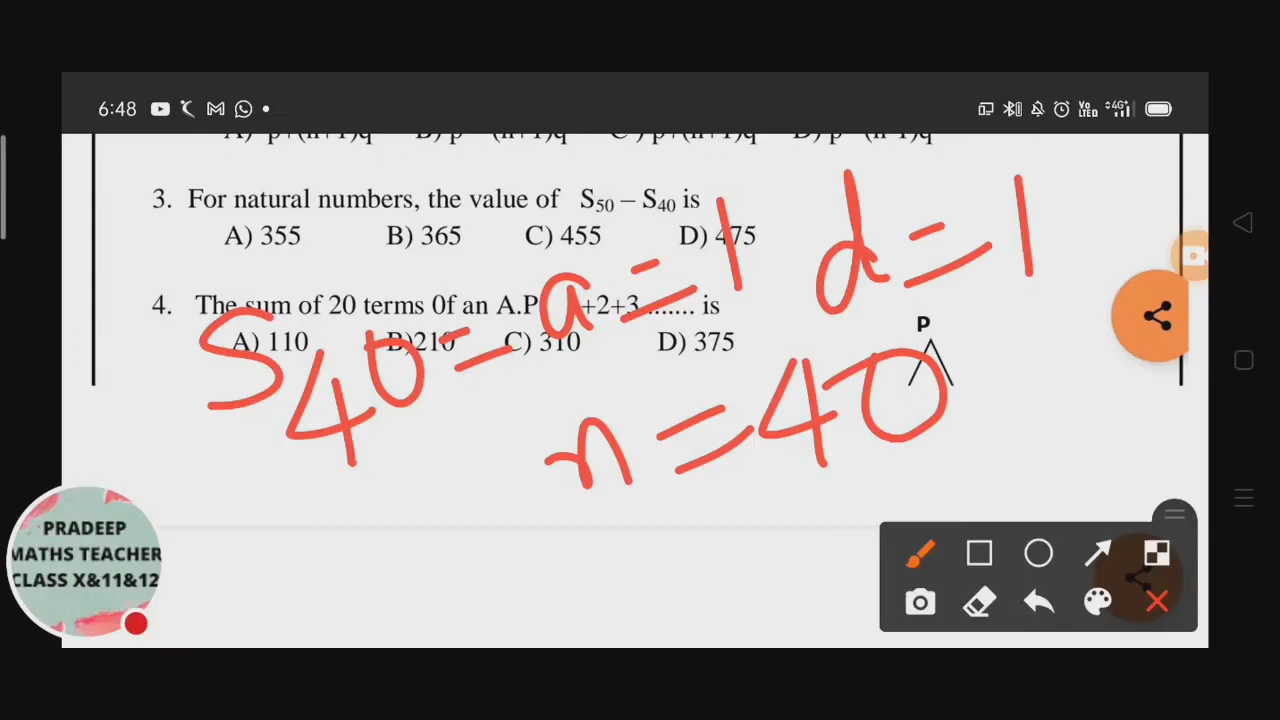 6:48
3. For natural numbers, the value of S50 – S40 is
A) 355 B) 365 C) 455 D) 475
4. The sum of 20 terms 0f an A.P +2+3........ is
A) 110 B)210 C) 310 D) 375
a=1 d=1
S40=
n=40
P
PRADEEP
MATHS TEACHER
CLASS X&11&12